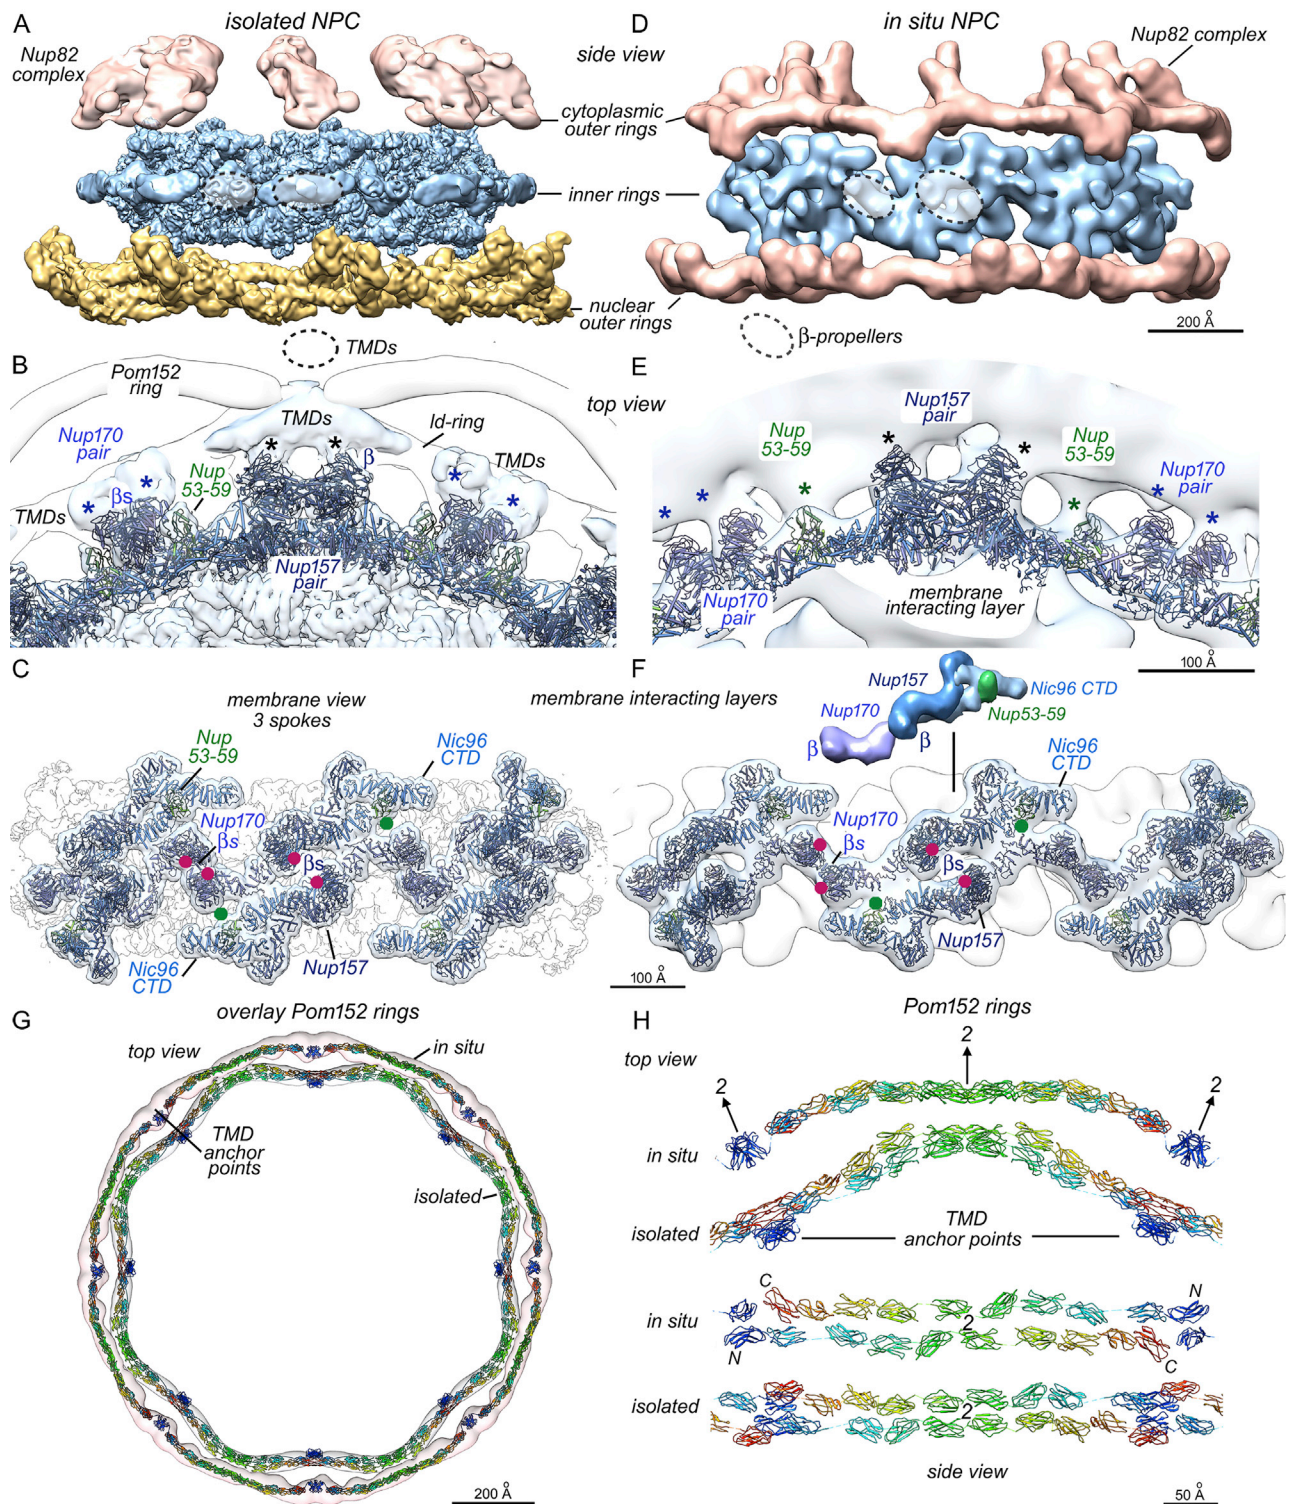 A
isolated NPC
Nup82
complex
side view
cytoplasmic
outer rings
inner rings
nuclear
outer rings
TMDs
D
in situ NPC
Nup82 complex
200 Å
β-propellers
B
Pom152
ring
TMDs
ld-ring
top view
Nup170
pair
* *
β
* *
TMDs
βs
Nup
53-59
TMDs
Nup157
pair
E
Nup157
pair
Nup
53-59
* *
Nup
53-59
Nup170
pair
* * * * * *
Nup170
pair
membrane
interacting layer
100 Å
C
membrane view
3 spokes
membrane interacting layers
Nup
53-59
Nic96
CTD
Nup170
βs
βs
Nic96
CTD
Nup157
F
Nup157
Nic96 CTD
Nup170
Nup53-59
β
β
Nic96
CTD
Nup170
βs
βs
Nup157
100 Å
G
overlay Pom152 rings
top view
in situ
TMD
anchor
points
isolated
200 Å
H
Pom152 rings
top view
2
2
2
in situ
isolated
TMD
anchor points
C
N
in situ
2
N
C
isolated
2
side view
50 Å